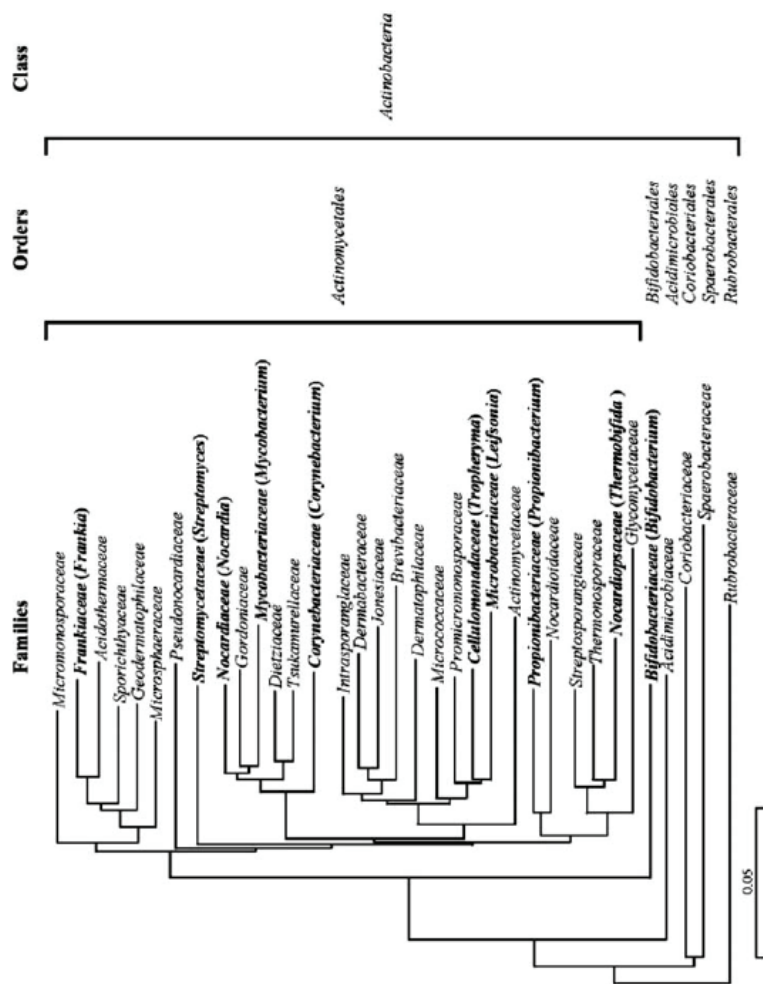 Families
Orders
Class
Micromonosporaceae
Frankiaceae (Frankia)
Acidothermaceae
Sporichthyaceae
Geodermatophilaceae
Microsphaeraceae
Pseudonocardiaceae
Streptomycetaceae (Streptomyces)
Nocardiaceae (Nocardia)
Gordoniaceae
Mycobacteriaceae (Mycobacterium)
Dietziaceae
Tsukamurellaceae
Corynebacteriaceae (Corynebacterium)
Intrasporangiaceae
Dermabacteraceae
Jonesiaceae
Brevibacteriaceae
Dermatophilaceae
Micrococcaceae
Promicromonosporaceae
Cellulomonadaceae (Tropheryma)
Microbacteriaceae (Leifsonia)
Actinomycetaceae
Propionibacteriaceae (Propionibacterium)
Nocardioidaceae
Streptosporangiaceae
Thermonosporaceae
Nocardiopsaceae (Thermobifida )
Glycomycetaceae
Bifidobacteriaceae (Bifidobacterium)
Acidimicrobiaceae
Coriobacteriaceae
Spaerobacteraceae
Rubrobacteraceae
Actinomycetales
Bifidobacteriales
Acidimicrobiales
Coriobacteriales
Spaerobacterales
Rubrobacterales
Actinobacteria
0.05